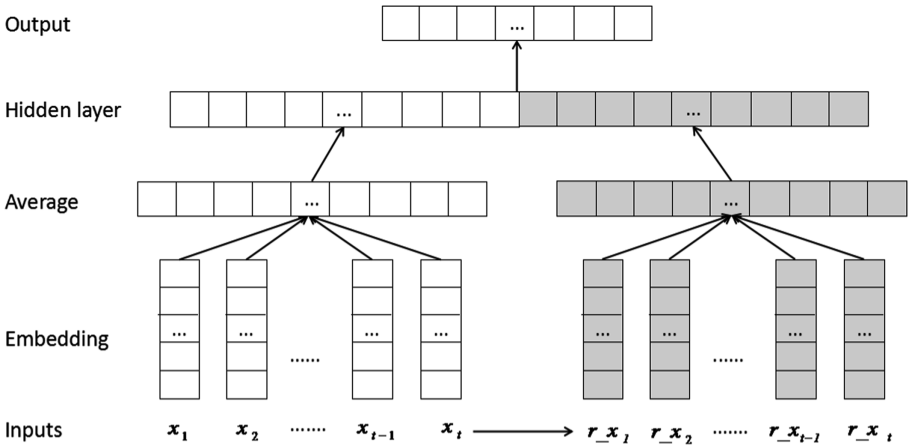 Output ...
Hidden layer ... ...
Average ... ...
Embedding ... ... ... ... ... ... ... ...
...... ......
Inputs x₁ x₂ ....... xₜ₋₁ xₜ r_x₁ r_x₂ ....... r_xₜ₋₁ r_xₜ